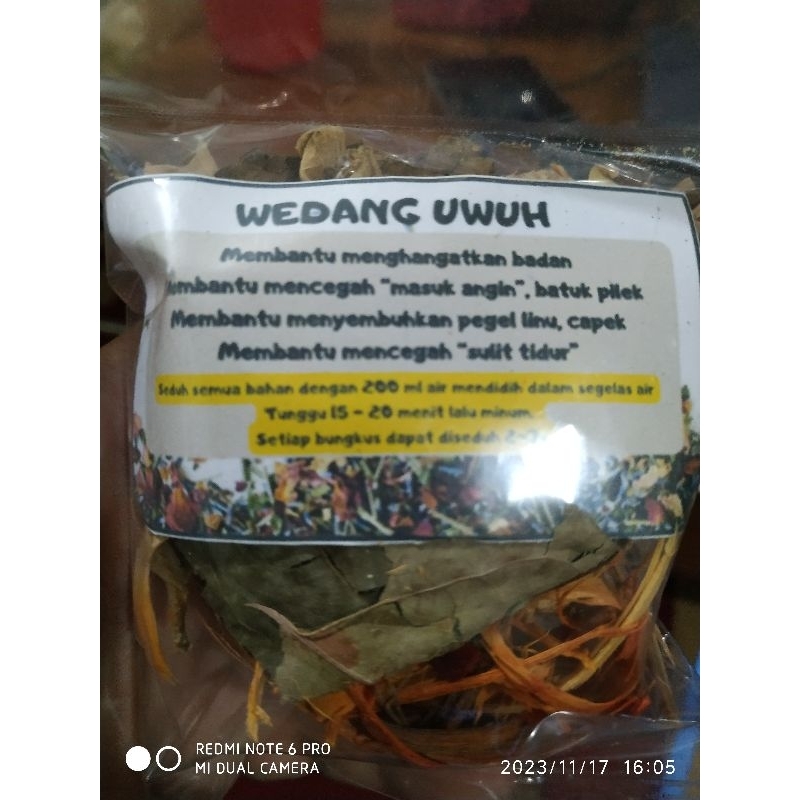 WEDANG UWUH
Membantu menghangatkan badan
mbantu mencegah "masuk angin", batuk pilek
Membantu menyembuhkan pegel linu, capek
Membantu mencegah "sulit tidur"
Seduh semua bahan dengan 200 ml air mendidih dalam segelas air
Tunggu 15 - 20 menit lalu minum.
Setiap bungkus dapat diseduh
REDMI NOTE 6 PRO
MI DUAL CAMERA
2023/11/17 16:05